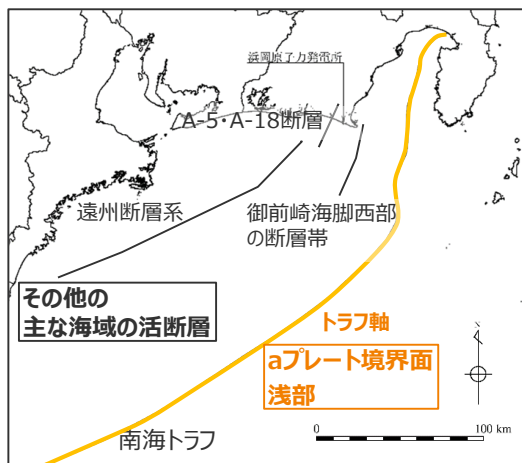 浜岡原子力発電所
A-5・A-18断層
遠州断層系
御前崎海脚西部
の断層帯
その他の
主な海域の活断層
トラフ軸
aプレート境界面
浅部
南海トラフ
N
0
100 km